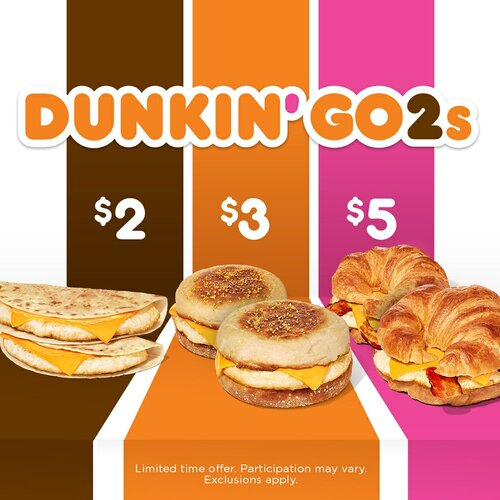 DUNKIN' GO2s
$2 $3 $5
Limited time offer. Participation may vary.
Exclusions apply.